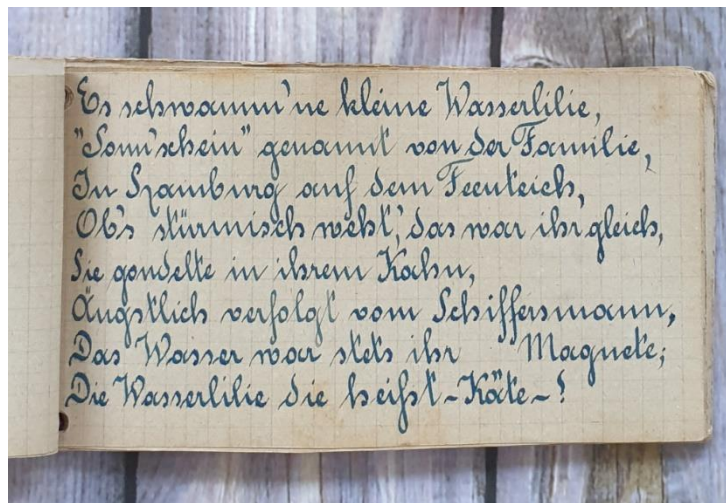 Es schwamm'ne kleine Wasserlilie,
"Sonn'schein" genannt von der Familie,
In Hamburg auf dem Feenteich,
Ob's stürmisch weht', das war ihr gleich,
Sie gondelte in ihrem Kahn,
Ängstlich verfolgt vom Schiffersmann,
Das Wasser war stets ihr Magnete;
Die Wasserlilie die heißt - Käte - !